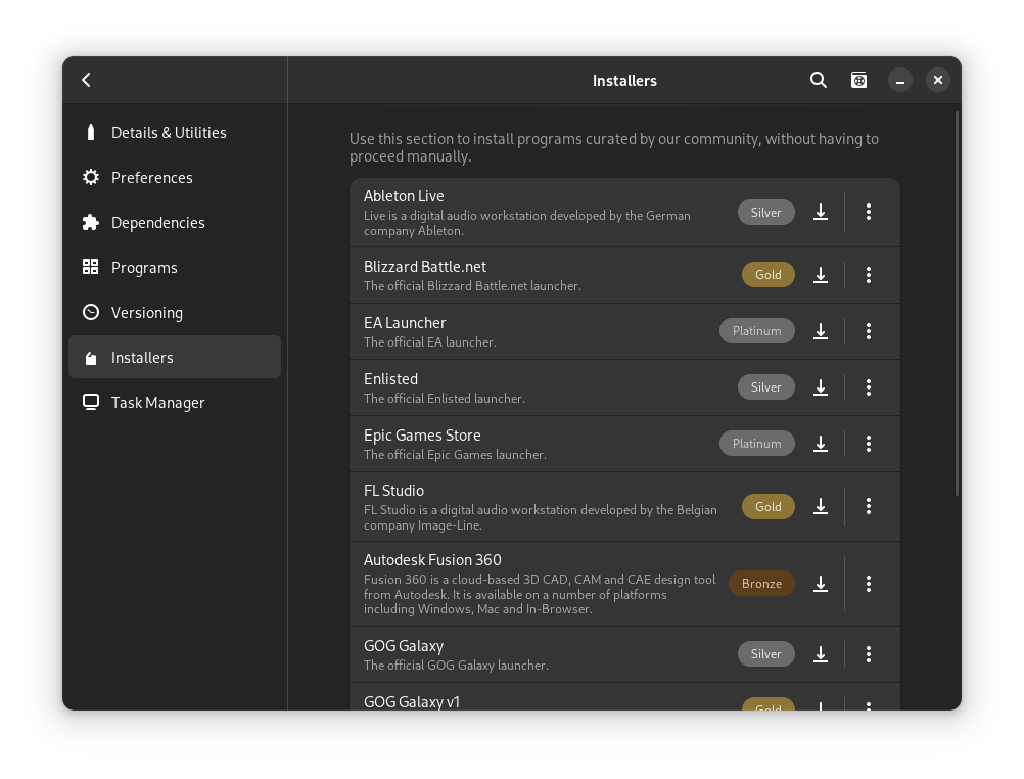 Installers
Details & Utilities
Preferences
Dependencies
Programs
Versioning
Installers
Task Manager
Use this section to install programs curated by our community, without having to
proceed manually.
Ableton Live
Live is a digital audio workstation developed by the German
company Ableton.
Silver
Blizzard Battle.net
The official Blizzard Battle.net launcher.
Gold
EA Launcher
The official EA launcher.
Platinum
Enlisted
The official Enlisted launcher.
Silver
Epic Games Store
The official Epic Games launcher.
Platinum
FL Studio
FL Studio is a digital audio workstation developed by the Belgian
company Image-Line.
Gold
Autodesk Fusion 360
Fusion 360 is a cloud-based 3D CAD, CAM and CAE design tool
from Autodesk. It is available on a number of platforms
including Windows, Mac and In-Browser.
Bronze
GOG Galaxy
The official GOG Galaxy launcher.
Silver
GOG Galaxy v1
Gold